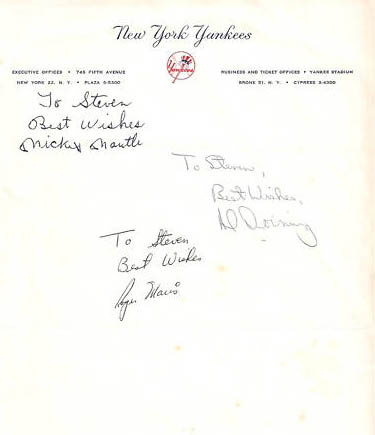 New York Yankees
Yankees
EXECUTIVE OFFICES • 745 FIFTH AVENUE
NEW YORK 22, N. Y. • PLAZA 5-5300
BUSINESS AND TICKET OFFICES • YANKEE STADIUM
BRONX 51, N. Y. • CYPRESS 3-4300
To Steven
Best Wishes
Mickey Mantle
To Steven,
Best Wishes,
Al Downing
To Steven
Best Wishes
Roger Maris